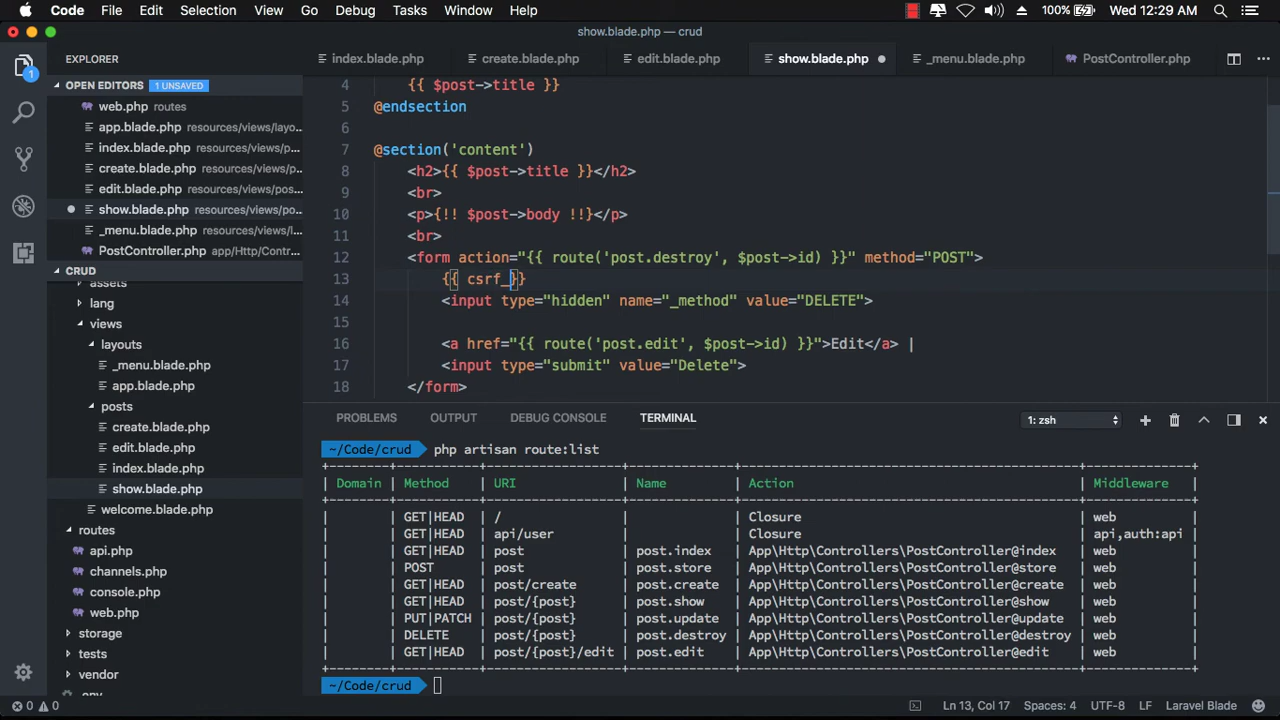 Code File Edit Selection View Go Debug Tasks Window Help 100% Wed 12:29 AM
show.blade.php — crud
EXPLORER
index.blade.php create.blade.php edit.blade.php show.blade.php _menu.blade.php PostController.php
OPEN EDITORS 1 UNSAVED
1
web.php routes
app.blade.php resources/views/layo...
index.blade.php resources/views/p...
create.blade.php resources/views/p...
edit.blade.php resources/views/pos...
show.blade.php resources/views/po...
_menu.blade.php resources/views/l...
PostController.php app/Http/Contr...
CRUD
assets
lang
views
layouts
_menu.blade.php
app.blade.php
posts
create.blade.php
edit.blade.php
index.blade.php
show.blade.php
welcome.blade.php
routes
api.php
channels.php
console.php
web.php
storage
tests
vendor
.env
4 {{ $post->title }}
5 @endsection
6
7 @section('content')
8 <h2>{{ $post->title }}</h2>
9 <br>
10 <p>{!! $post->body !!}</p>
11 <br>
12 <form action="{{ route('post.destroy', $post->id) }}" method="POST">
13 {{ csrf_}}
14 <input type="hidden" name="_method" value="DELETE">
15
16 <a href="{{ route('post.edit', $post->id) }}">Edit</a> |
17 <input type="submit" value="Delete">
18 </form>
PROBLEMS OUTPUT DEBUG CONSOLE TERMINAL 1: zsh
~/Code/crud php artisan route:list
+--------+-----------+------------------+--------------+------------------------------------------------+--------------+
| Domain | Method | URI | Name | Action | Middleware |
+--------+-----------+------------------+--------------+------------------------------------------------+--------------+
| | GET|HEAD | / | | Closure | web |
| | GET|HEAD | api/user | | Closure | api,auth:api |
| | GET|HEAD | post | post.index | App\Http\Controllers\PostController@index | web |
| | POST | post | post.store | App\Http\Controllers\PostController@store | web |
| | GET|HEAD | post/create | post.create | App\Http\Controllers\PostController@create | web |
| | GET|HEAD | post/{post} | post.show | App\Http\Controllers\PostController@show | web |
| | PUT|PATCH | post/{post} | post.update | App\Http\Controllers\PostController@update | web |
| | DELETE | post/{post} | post.destroy | App\Http\Controllers\PostController@destroy | web |
| | GET|HEAD | post/{post}/edit | post.edit | App\Http\Controllers\PostController@edit | web |
+--------+-----------+------------------+--------------+------------------------------------------------+--------------+
~/Code/crud
0 0 Ln 13, Col 17 Spaces: 4 UTF-8 LF Laravel Blade